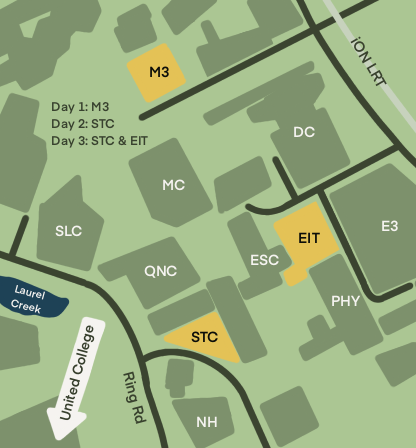 iON LRT
M3
Day 1: M3
Day 2: STC
Day 3: STC & EIT
DC
MC
SLC
E3
EIT
ESC
QNC
Laurel
Creek
PHY
STC
United College
Ring Rd
NH